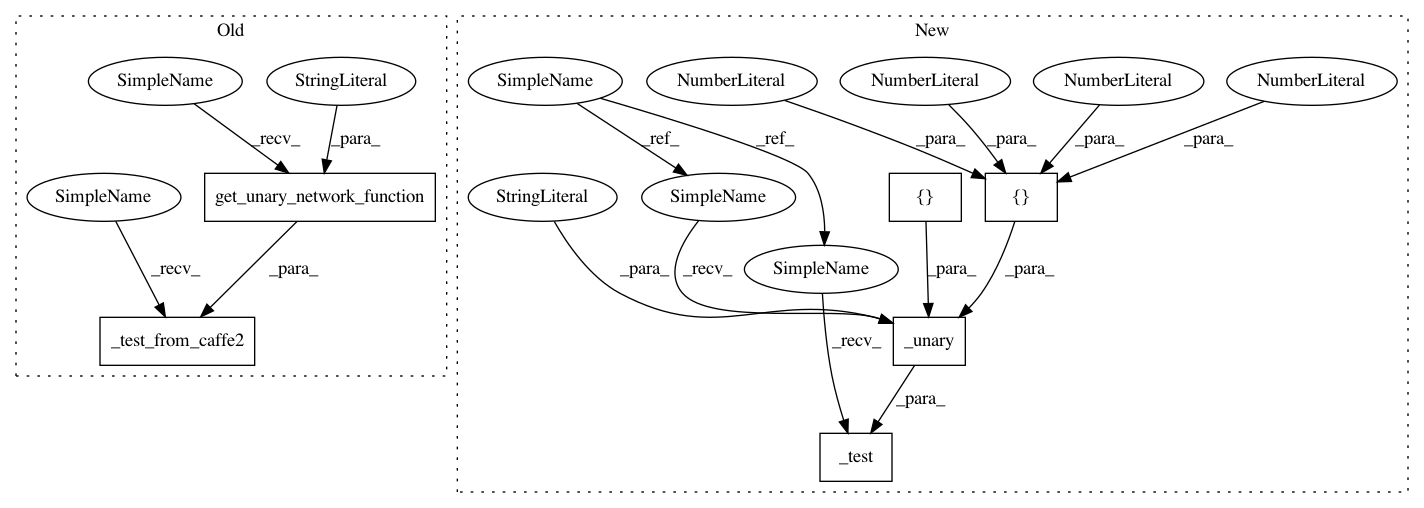 Old
New
SimpleName
StringLiteral
SimpleName
NumberLiteral
NumberLiteral
NumberLiteral
NumberLiteral
_recv_
_para_
_ref_
_ref_
_para_
_para_
_para_
_para_
SimpleName
get_unary_network_function
StringLiteral
SimpleName
{}
{}
_recv_
_para_
_para_
_recv_
SimpleName
_para_
_para_
_test_from_caffe2
_recv_
_unary
_para_
_test